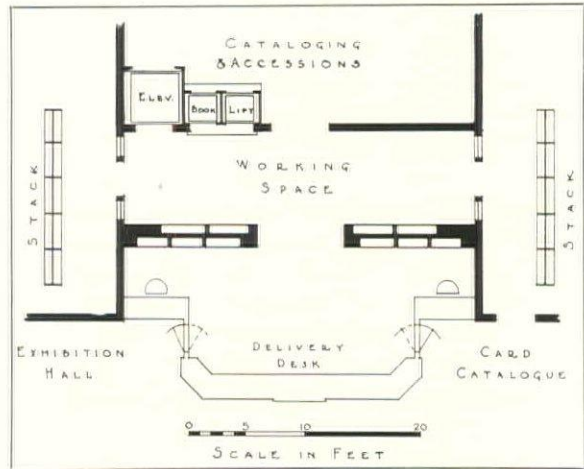 CATALOGING
& ACCESSIONS
ELEV.
BOOK LIFT
WORKING
SPACE
STACK
STACK
DELIVERY
DESK
EXHIBITION
HALL
CARD
CATALOGUE
0 5 10 20
SCALE IN FEET